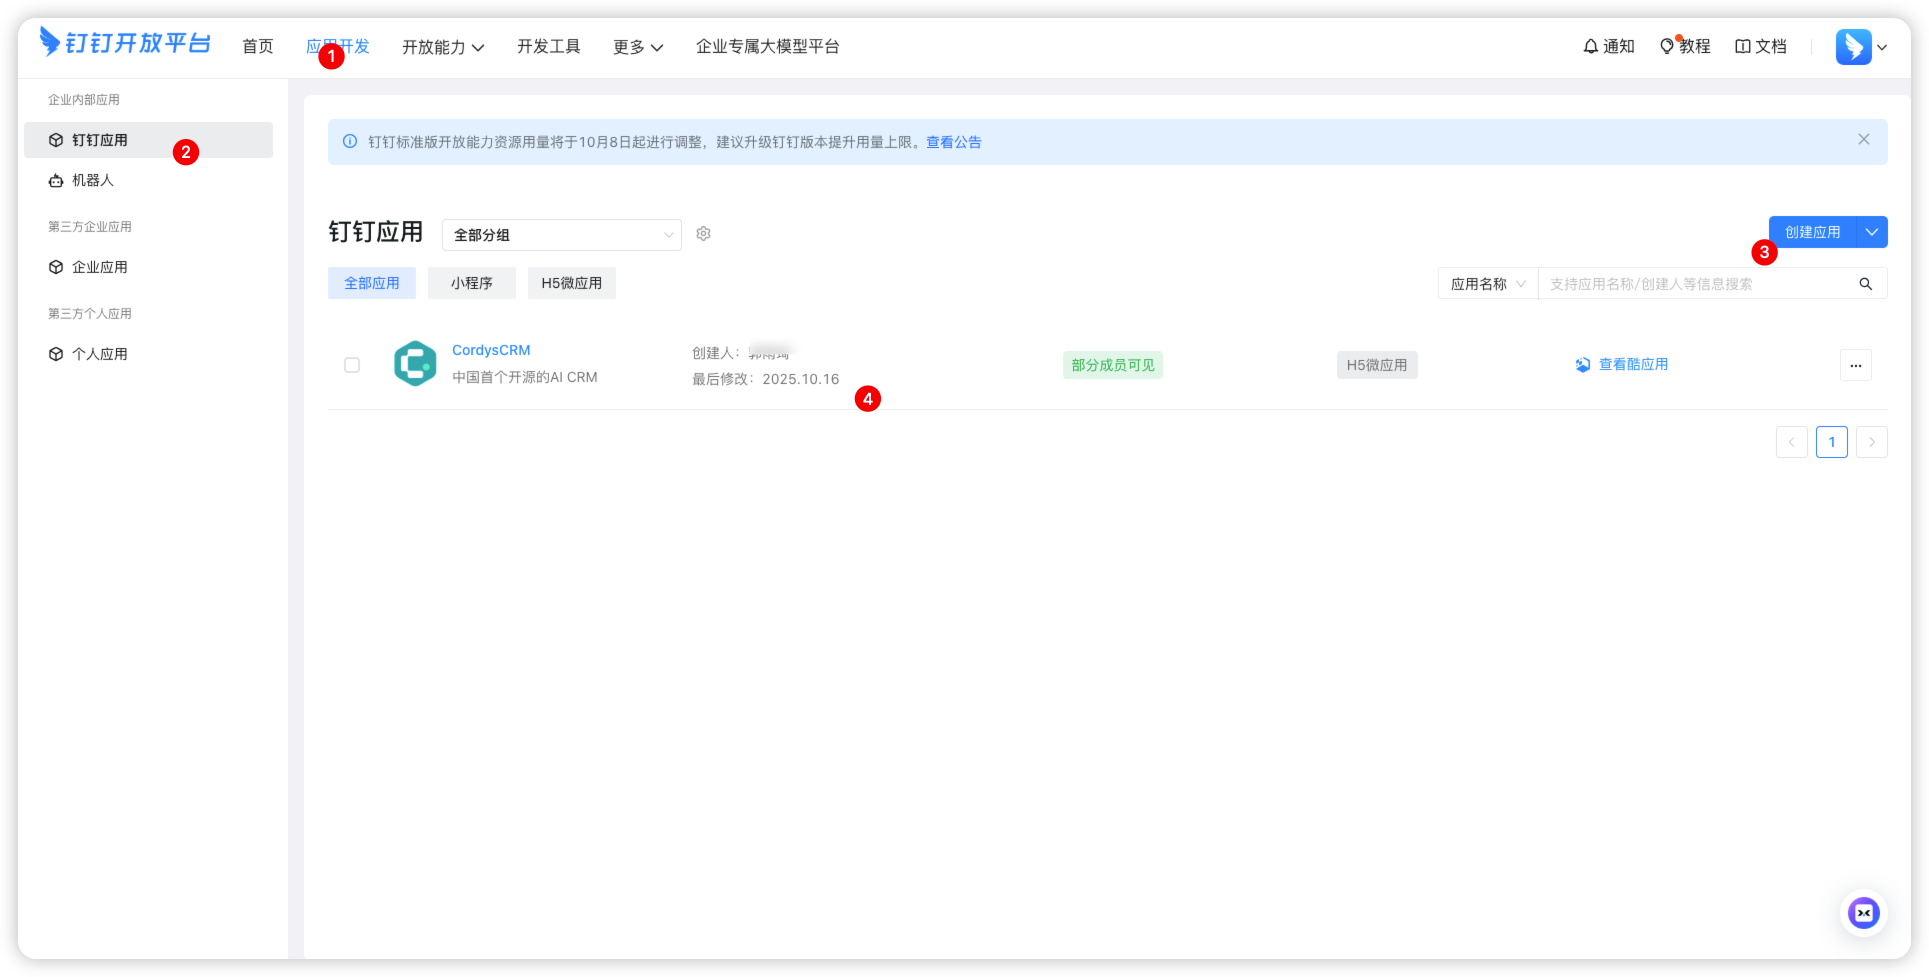 钉钉开放平台 首页 应用开发 开放能力 开发工具 更多 企业专属大模型平台 通知 教程 文档
1
企业内部应用
钉钉应用
2
机器人
第三方企业应用
企业应用
第三方个人应用
个人应用
钉钉标准版开放能力资源用量将于10月8日起进行调整，建议升级钉钉版本提升用量上限。查看公告
钉钉应用 全部分组 创建应用
3
全部应用 小程序 H5微应用 应用名称 支持应用名称/创建人等信息搜索
CordysCRM
中国首个开源的AI CRM
创建人：
最后修改：2025.10.16
4
部分成员可见 H5微应用 查看酷应用 ...
1